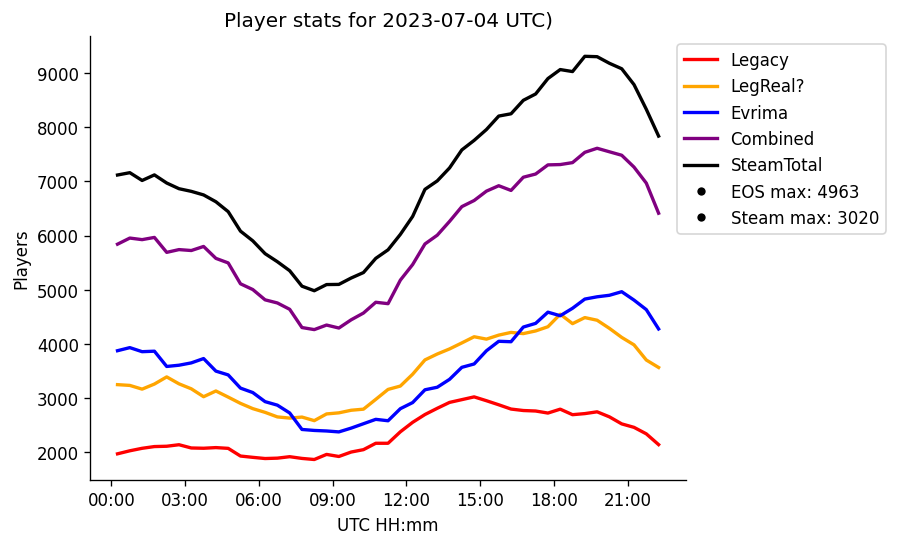 Player stats for 2023-07-04 UTC)
Legacy
LegReal?
Evrima
Combined
SteamTotal
EOS max: 4963
Steam max: 3020
Players
9000
8000
7000
6000
5000
4000
3000
2000
00:00 03:00 06:00 09:00 12:00 15:00 18:00 21:00
UTC HH:mm